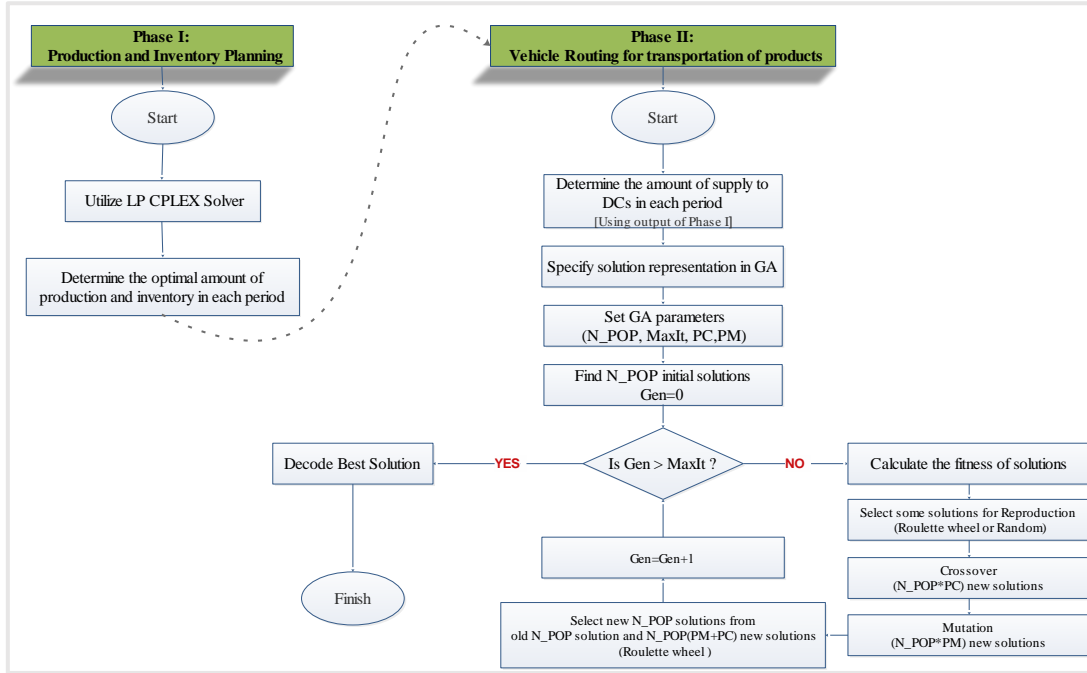 Phase I:
Production and Inventory Planning
Start
Utilize LP CPLEX Solver
Determine the optimal amount of
production and inventory in each period
Phase II:
Vehicle Routing for transportation of products
Start
Determine the amount of supply to
DCs in each period
[Using output of Phase I]
Specify solution representation in GA
Set GA parameters
(N_POP, MaxIt, PC,PM)
Find N_POP initial solutions
Gen=0
Is Gen > MaxIt ?
YES
Decode Best Solution
Finish
NO
Calculate the fitness of solutions
Select some solutions for Reproduction
(Roulette wheel or Random)
Crossover
(N_POP*PC) new solutions
Mutation
(N_POP*PM) new solutions
Select new N_POP solutions from
old N_POP solution and N_POP(PM+PC) new solutions
(Roulette wheel )
Gen=Gen+1